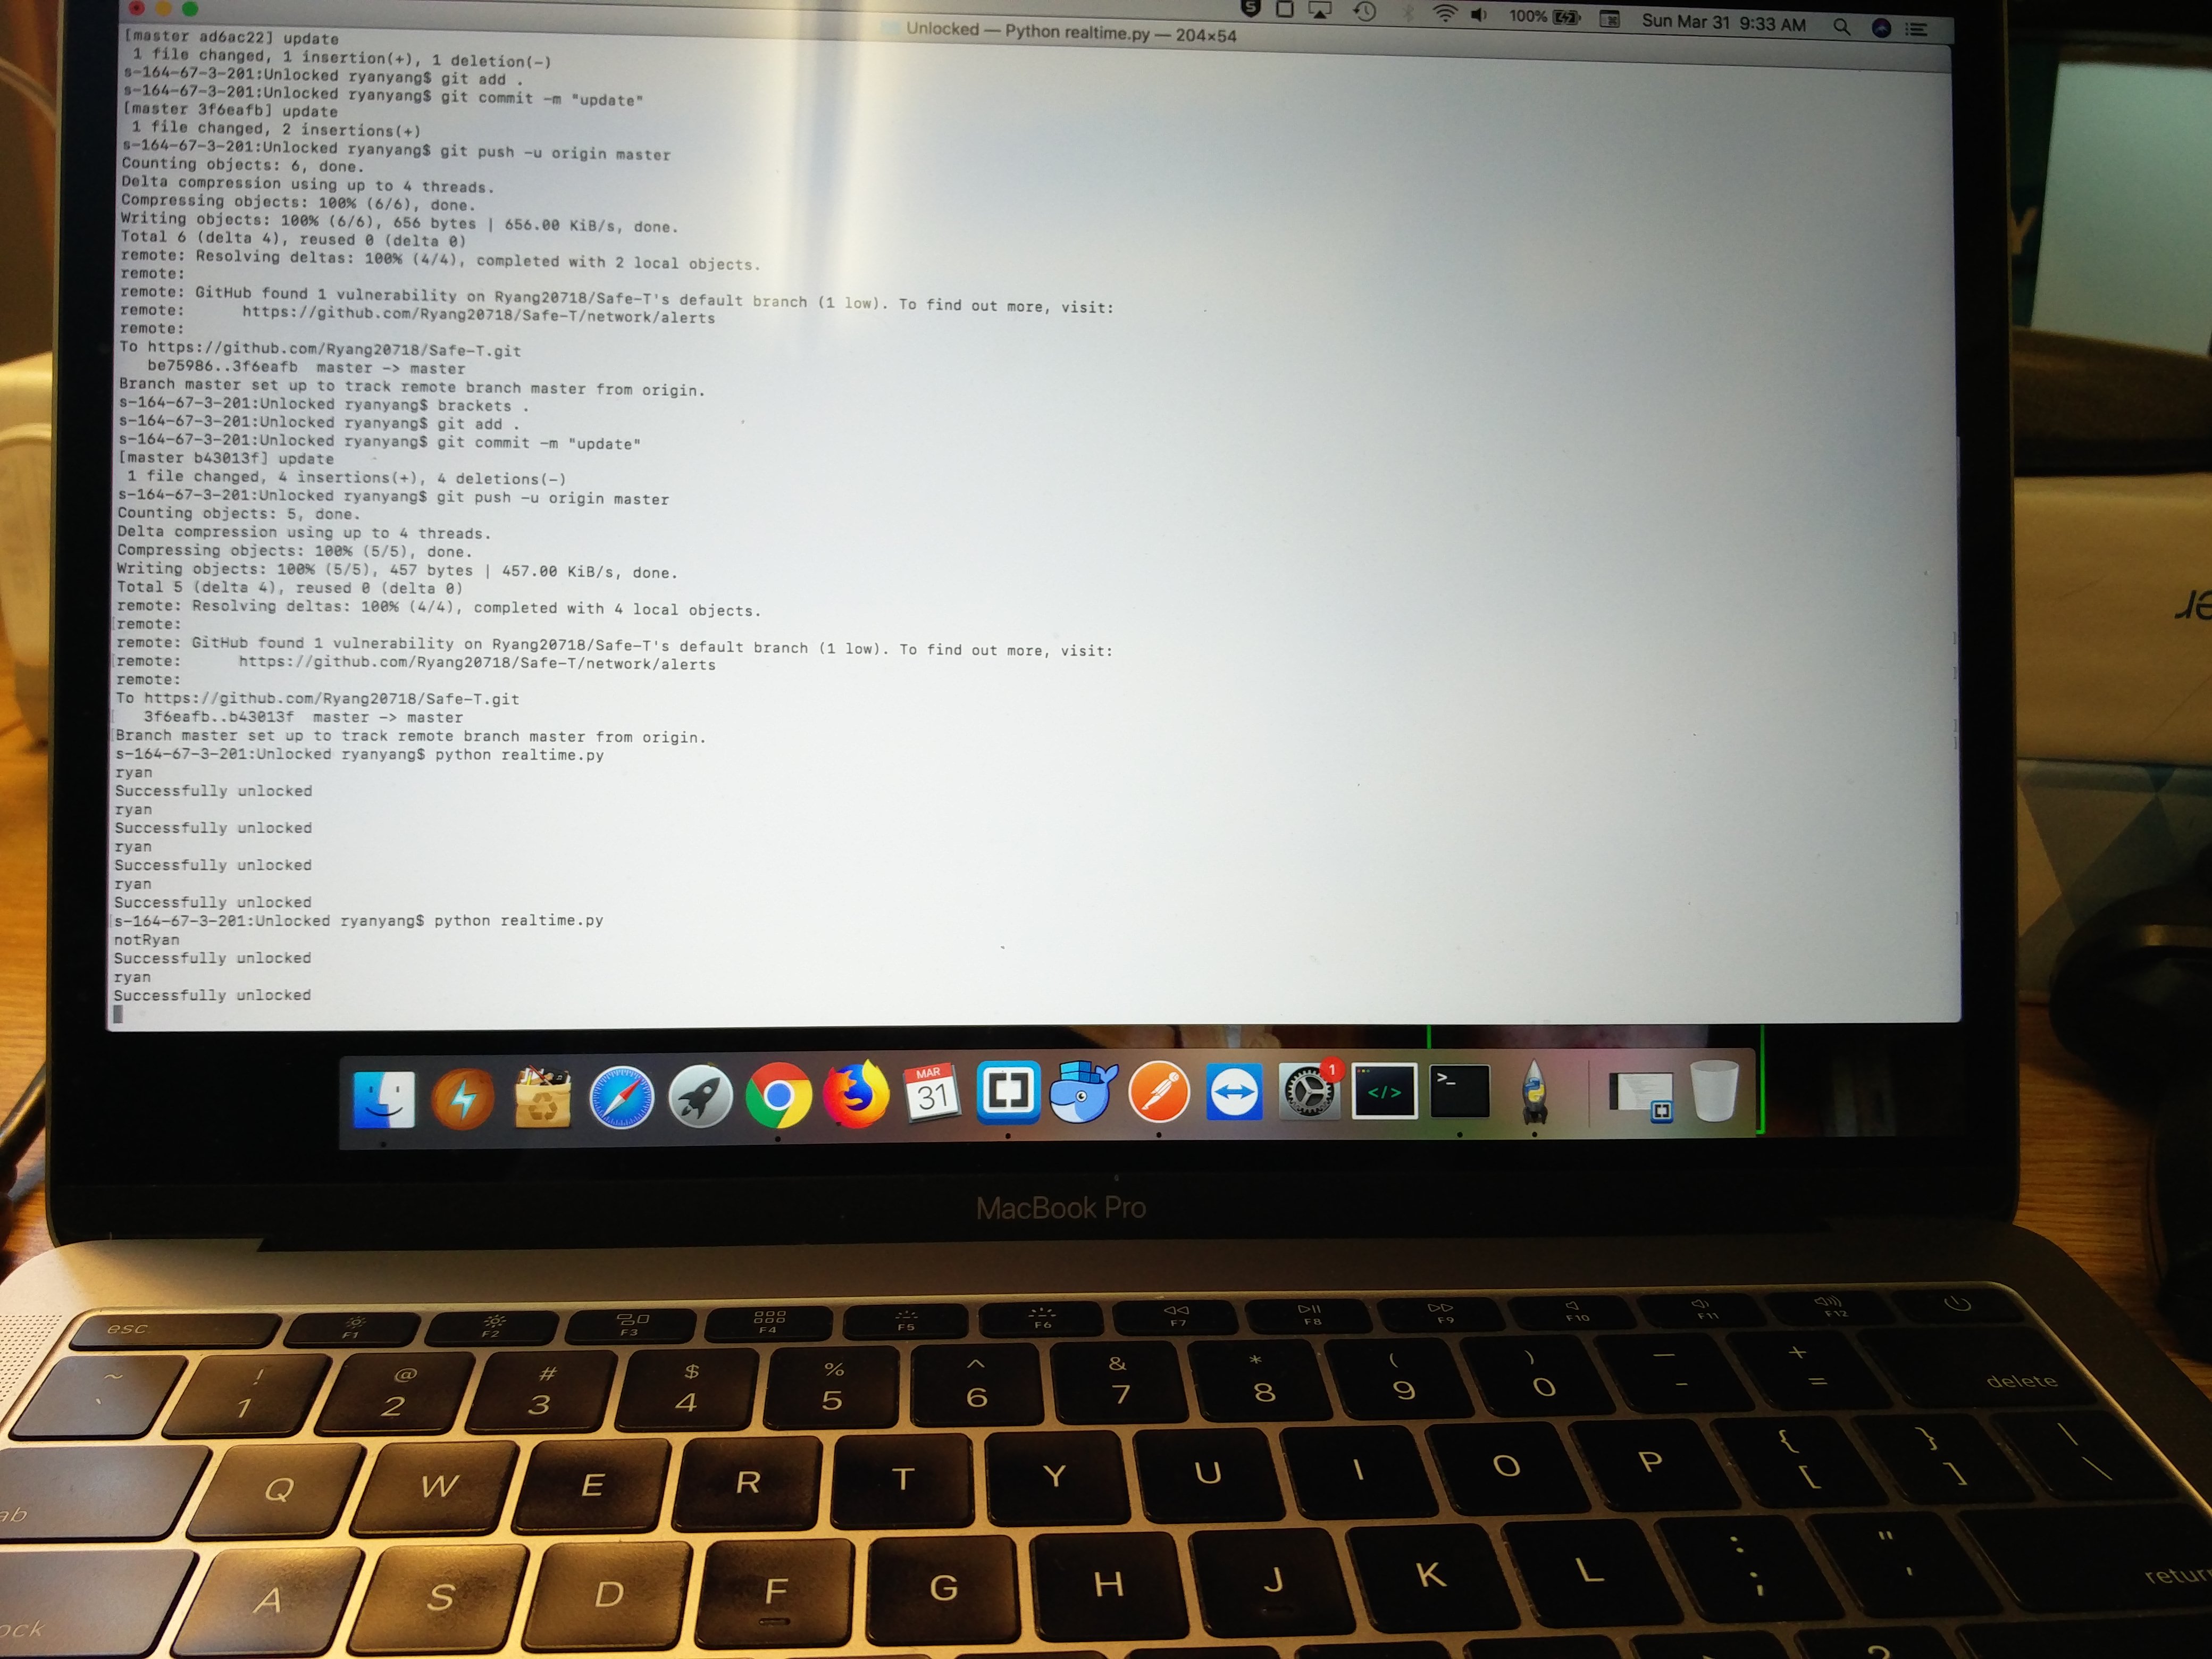 100%
Sun Mar 31 9:33 AM
Unlocked — Python realtime.py — 204×54
[master ad6ac22] update
1 file changed, 1 insertion(+), 1 deletion(-)
s-164-67-3-201:Unlocked ryanyang$ git add .
s-164-67-3-201:Unlocked ryanyang$ git commit -m "update"
[master 3f6eafb] update
1 file changed, 2 insertions(+)
s-164-67-3-201:Unlocked ryanyang$ git push -u origin master
Counting objects: 6, done.
Delta compression using up to 4 threads.
Compressing objects: 100% (6/6), done.
Writing objects: 100% (6/6), 656 bytes | 656.00 KiB/s, done.
Total 6 (delta 4), reused 0 (delta 0)
remote: Resolving deltas: 100% (4/4), completed with 2 local objects.
remote:
remote: GitHub found 1 vulnerability on Ryang20718/Safe-T's default branch (1 low). To find out more, visit:
remote: https://github.com/Ryang20718/Safe-T/network/alerts
remote:
To https://github.com/Ryang20718/Safe-T.git
be75986..3f6eafb master -> master
Branch master set up to track remote branch master from origin.
s-164-67-3-201:Unlocked ryanyang$ brackets .
s-164-67-3-201:Unlocked ryanyang$ git add .
s-164-67-3-201:Unlocked ryanyang$ git commit -m "update"
[master b43013f] update
1 file changed, 4 insertions(+), 4 deletions(-)
s-164-67-3-201:Unlocked ryanyang$ git push -u origin master
Counting objects: 5, done.
Delta compression using up to 4 threads.
Compressing objects: 100% (5/5), done.
Writing objects: 100% (5/5), 457 bytes | 457.00 KiB/s, done.
Total 5 (delta 4), reused 0 (delta 0)
remote: Resolving deltas: 100% (4/4), completed with 4 local objects.
[remote:
remote: GitHub found 1 vulnerability on Ryang20718/Safe-T's default branch (1 low). To find out more, visit:
[remote: https://github.com/Ryang20718/Safe-T/network/alerts
remote:
To https://github.com/Ryang20718/Safe-T.git
[ 3f6eafb..b43013f master -> master
[Branch master set up to track remote branch master from origin.
s-164-67-3-201:Unlocked ryanyang$ python realtime.py
ryan
Successfully unlocked
ryan
Successfully unlocked
ryan
Successfully unlocked
ryan
Successfully unlocked
[s-164-67-3-201:Unlocked ryanyang$ python realtime.py
notRyan
Successfully unlocked
ryan
Successfully unlocked
MAR
31
1
</>
>_
MacBook Pro
esc F1 F2 F3 F4 F5 F6 F7 F8 F9 F10 F11 F12
~ ! @ # $ % ^ & * ( ) — +
` 1 2 3 4 5 6 7 8 9 0 - = delete
ab Q W E R T Y U I O P { [ } ] | \
ock A S D F G H J K L : ; " ' return